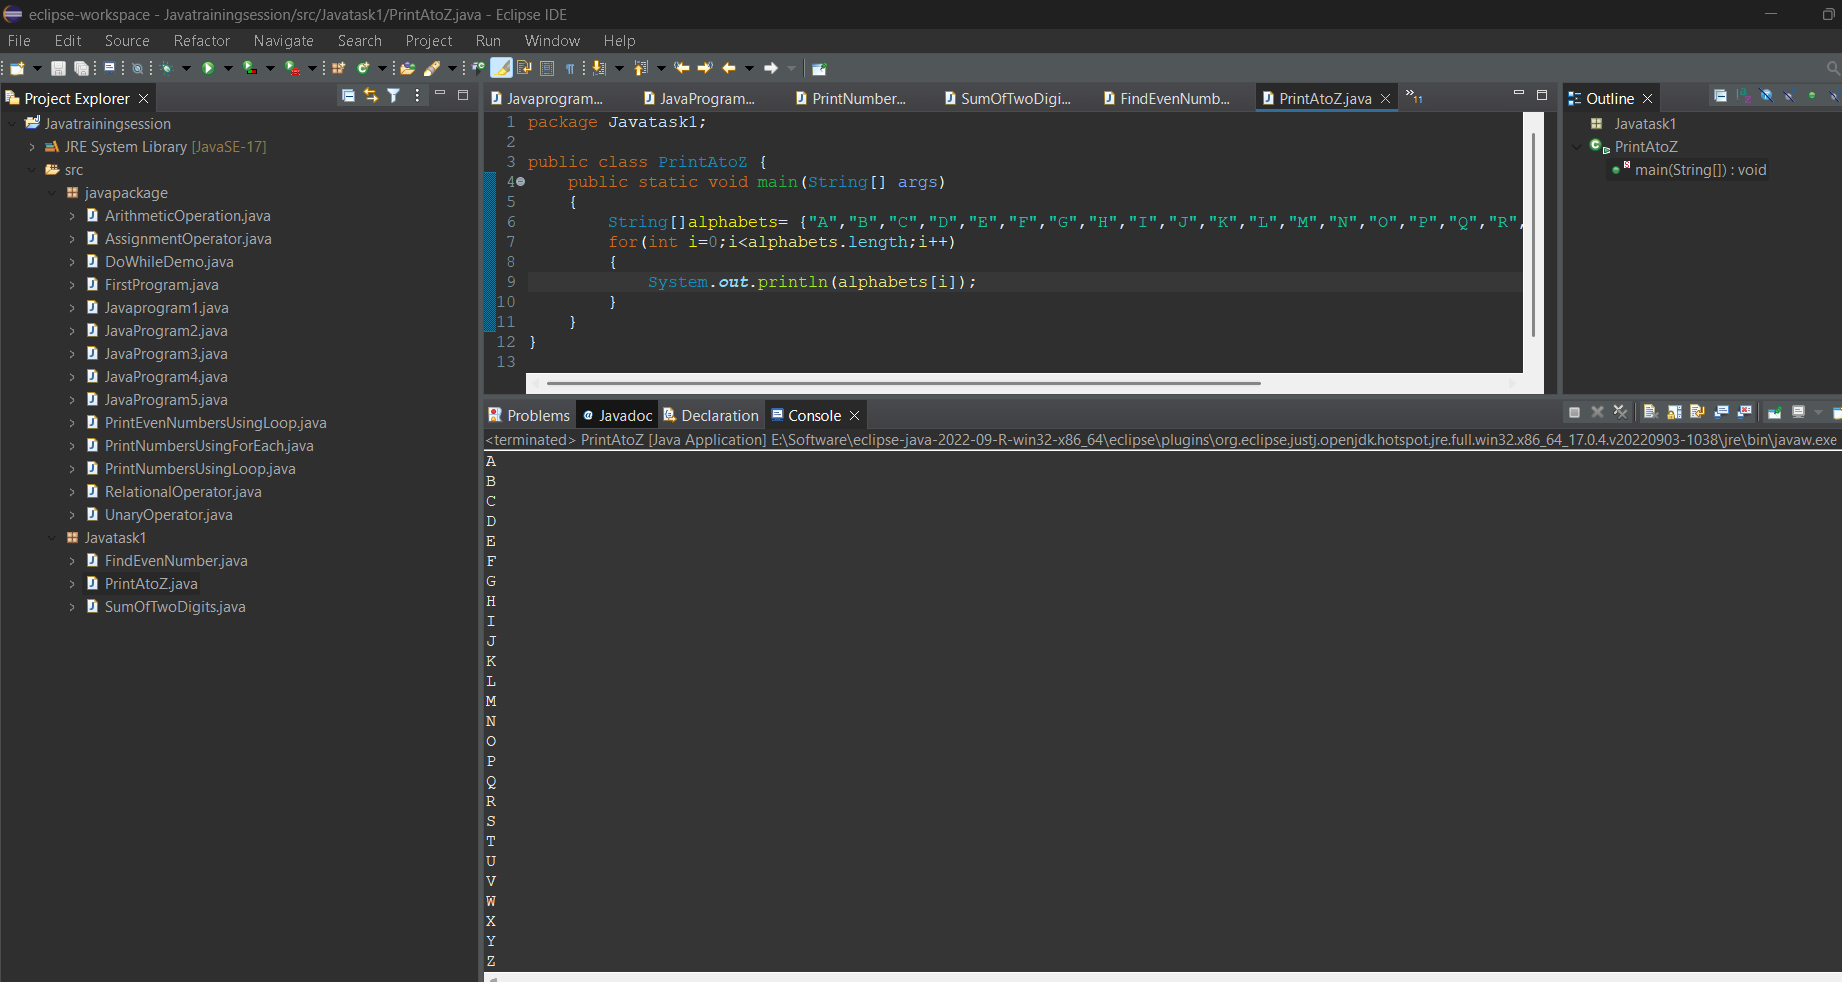 eclipse-workspace - Javatrainingsession/src/Javatask1/PrintAtoZ.java - Eclipse IDE
File Edit Source Refactor Navigate Search Project Run Window Help
Project Explorer
Javatrainingsession
JRE System Library [JavaSE-17]
src
javapackage
ArithmeticOperation.java
AssignmentOperator.java
DoWhileDemo.java
FirstProgram.java
Javaprogram1.java
JavaProgram2.java
JavaProgram3.java
JavaProgram4.java
JavaProgram5.java
PrintEvenNumbersUsingLoop.java
PrintNumbersUsingForEach.java
PrintNumbersUsingLoop.java
RelationalOperator.java
UnaryOperator.java
Javatask1
FindEvenNumber.java
PrintAtoZ.java
SumOfTwoDigits.java
Javaprogram... JavaProgram... PrintNumber... SumOfTwoDigi... FindEvenNumb... PrintAtoZ.java »11
1 package Javatask1;
2
3 public class PrintAtoZ {
4 public static void main(String[] args)
5 {
6 String[]alphabets= {"A","B","C","D","E","F","G","H","I","J","K","L","M","N","O","P","Q","R",
7 for(int i=0;i<alphabets.length;i++)
8 {
9 System.out.println(alphabets[i]);
10 }
11 }
12 }
13
Outline
Javatask1
PrintAtoZ
main(String[]) : void
Problems Javadoc Declaration Console
<terminated> PrintAtoZ [Java Application] E:\Software\eclipse-java-2022-09-R-win32-x86_64\eclipse\plugins\org.eclipse.justj.openjdk.hotspot.jre.full.win32.x86_64_17.0.4.v20220903-1038\jre\bin\javaw.exe
A
B
C
D
E
F
G
H
I
J
K
L
M
N
O
P
Q
R
S
T
U
V
W
X
Y
Z